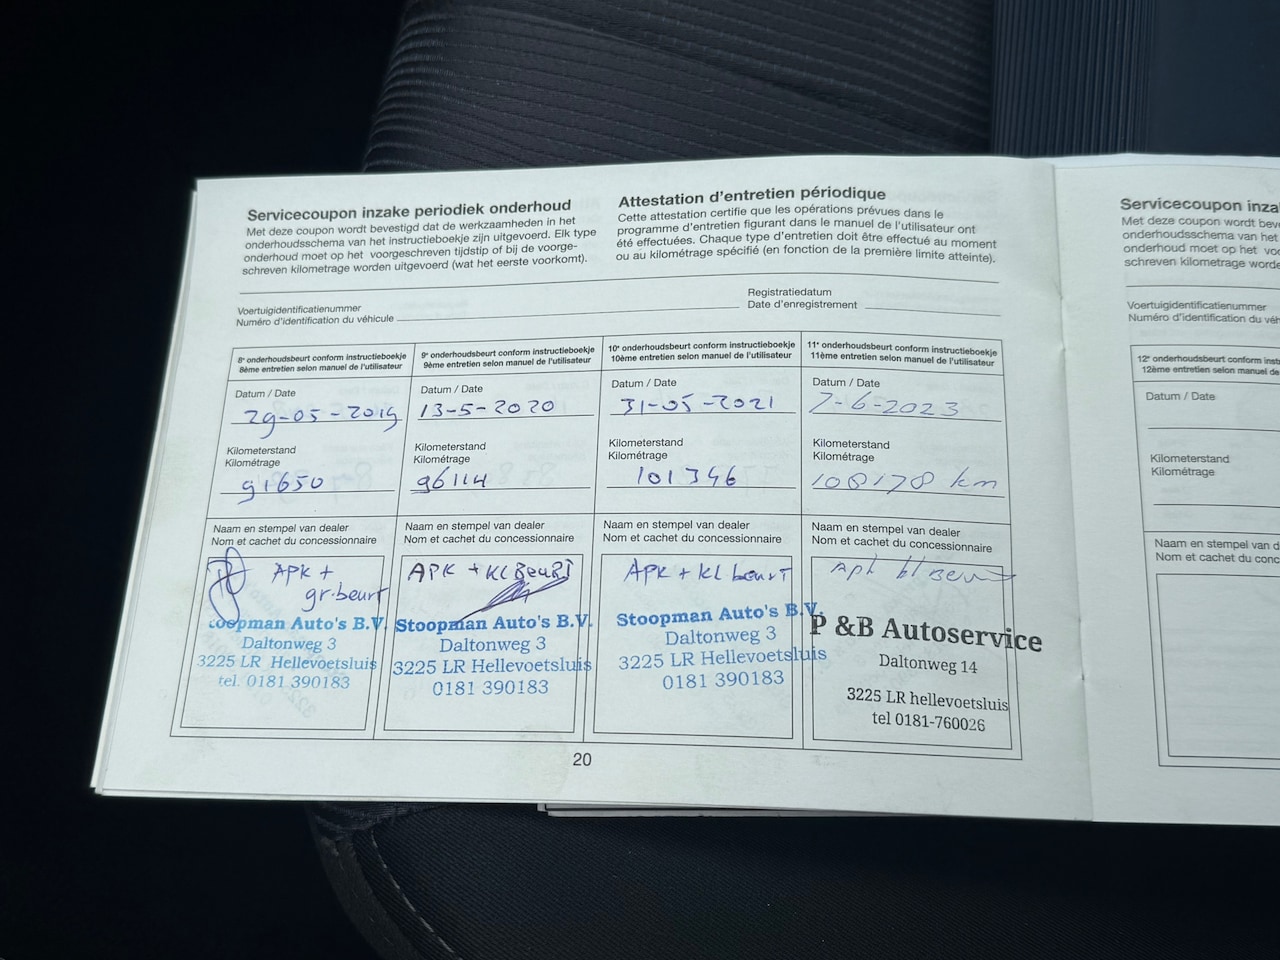 Servicecoupon inzake periodiek onderhoud
Met deze coupon wordt bevestigd dat de werkzaamheden in het
onderhoudsschema van het instructieboekje zijn uitgevoerd. Elk type
onderhoud moet op het voorgeschreven tijdstip of bij de voorge-
schreven kilometrage worden uitgevoerd (wat het eerste voorkomt).
Attestation d'entretien périodique
Cette attestation certifie que les opérations prévues dans le
programme d'entretien figurant dans le manuel de l'utilisateur ont
été effectuées. Chaque type d'entretien doit être effectué au moment
ou au kilométrage spécifié (en fonction de la première limite atteinte).
Voertuigidentificatienummer
Numéro d'identification du véhicule
Registratiedatum
Date d'enregistrement
8e onderhoudsbeurt conform instructieboekje
8ème entretien selon manuel de l'utilisateur
Datum / Date
29-05-2019
Kilometerstand
Kilométrage
91650
Naam en stempel van dealer
Nom et cachet du concessionnaire
APK +
gr.beurt
toopman Auto's B.V.
Daltonweg 3
3225 LR Hellevoetsluis
tel. 0181 390183
9e onderhoudsbeurt conform instructieboekje
9ème entretien selon manuel de l'utilisateur
Datum / Date
13-5-2020
Kilometerstand
Kilométrage
96114
Naam en stempel van dealer
Nom et cachet du concessionnaire
APK + KL BeuRT
Stoopman Auto's B.V.
Daltonweg 3
3225 LR Hellevoetsluis
0181 390183
10e onderhoudsbeurt conform instructieboekje
10ème entretien selon manuel de l'utilisateur
Datum / Date
31-05-2021
Kilometerstand
Kilométrage
101346
Naam en stempel van dealer
Nom et cachet du concessionnaire
APK + KL beurt
Stoopman Auto's B.V.
Daltonweg 3
3225 LR Hellevoetsluis
0181 390183
11e onderhoudsbeurt conform instructieboekje
11ème entretien selon manuel de l'utilisateur
Datum / Date
7-6-2023
Kilometerstand
Kilométrage
108178 km
Naam en stempel van dealer
Nom et cachet du concessionnaire
Apk kl
P &B Autoservice
Daltonweg 14
3225 LR hellevoetsluis
tel 0181-760026
20
Servicecoupon inza
Met deze coupon wordt bev
onderhoudsschema van het
onderhoud moet op het voo
schreven kilometrage worde
Voertuigidentificatienummer
Numéro d'identification du véh
12e onderhoudsbeurt conform inst
12ème entretien selon manuel de
Datum / Date
Kilometerstand
Kilométrage
Naam en stempel van d
Nom et cachet du conc